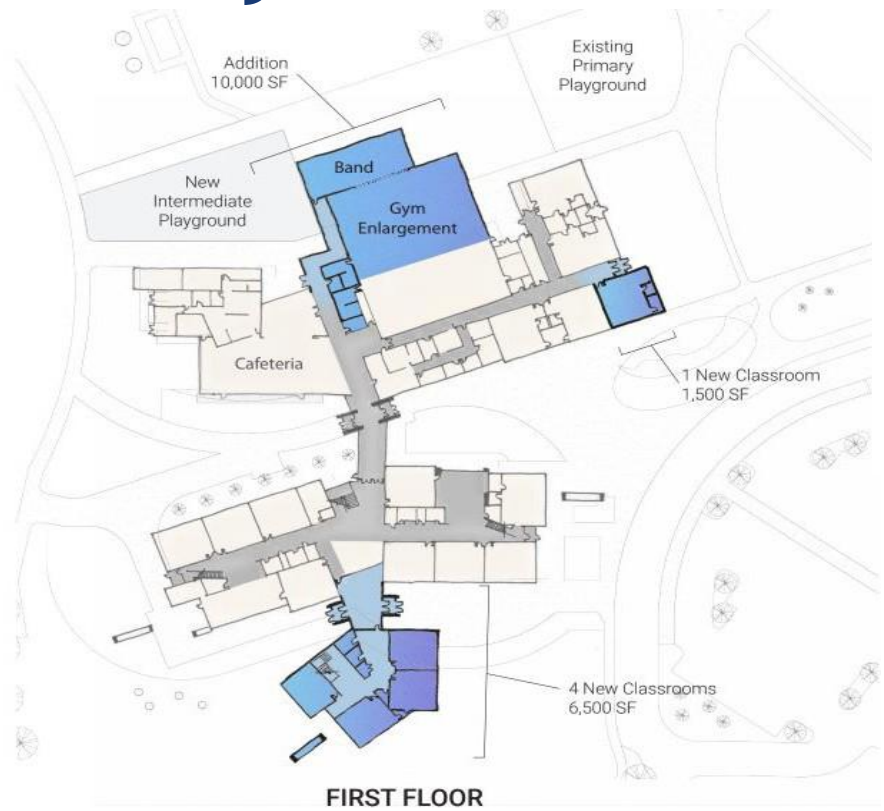 Addition
10,000 SF
Existing
Primary
Playground
Band
New
Intermediate
Playground
Gym
Enlargement
Cafeteria
1 New Classroom
1,500 SF
4 New Classrooms
6,500 SF
FIRST FLOOR